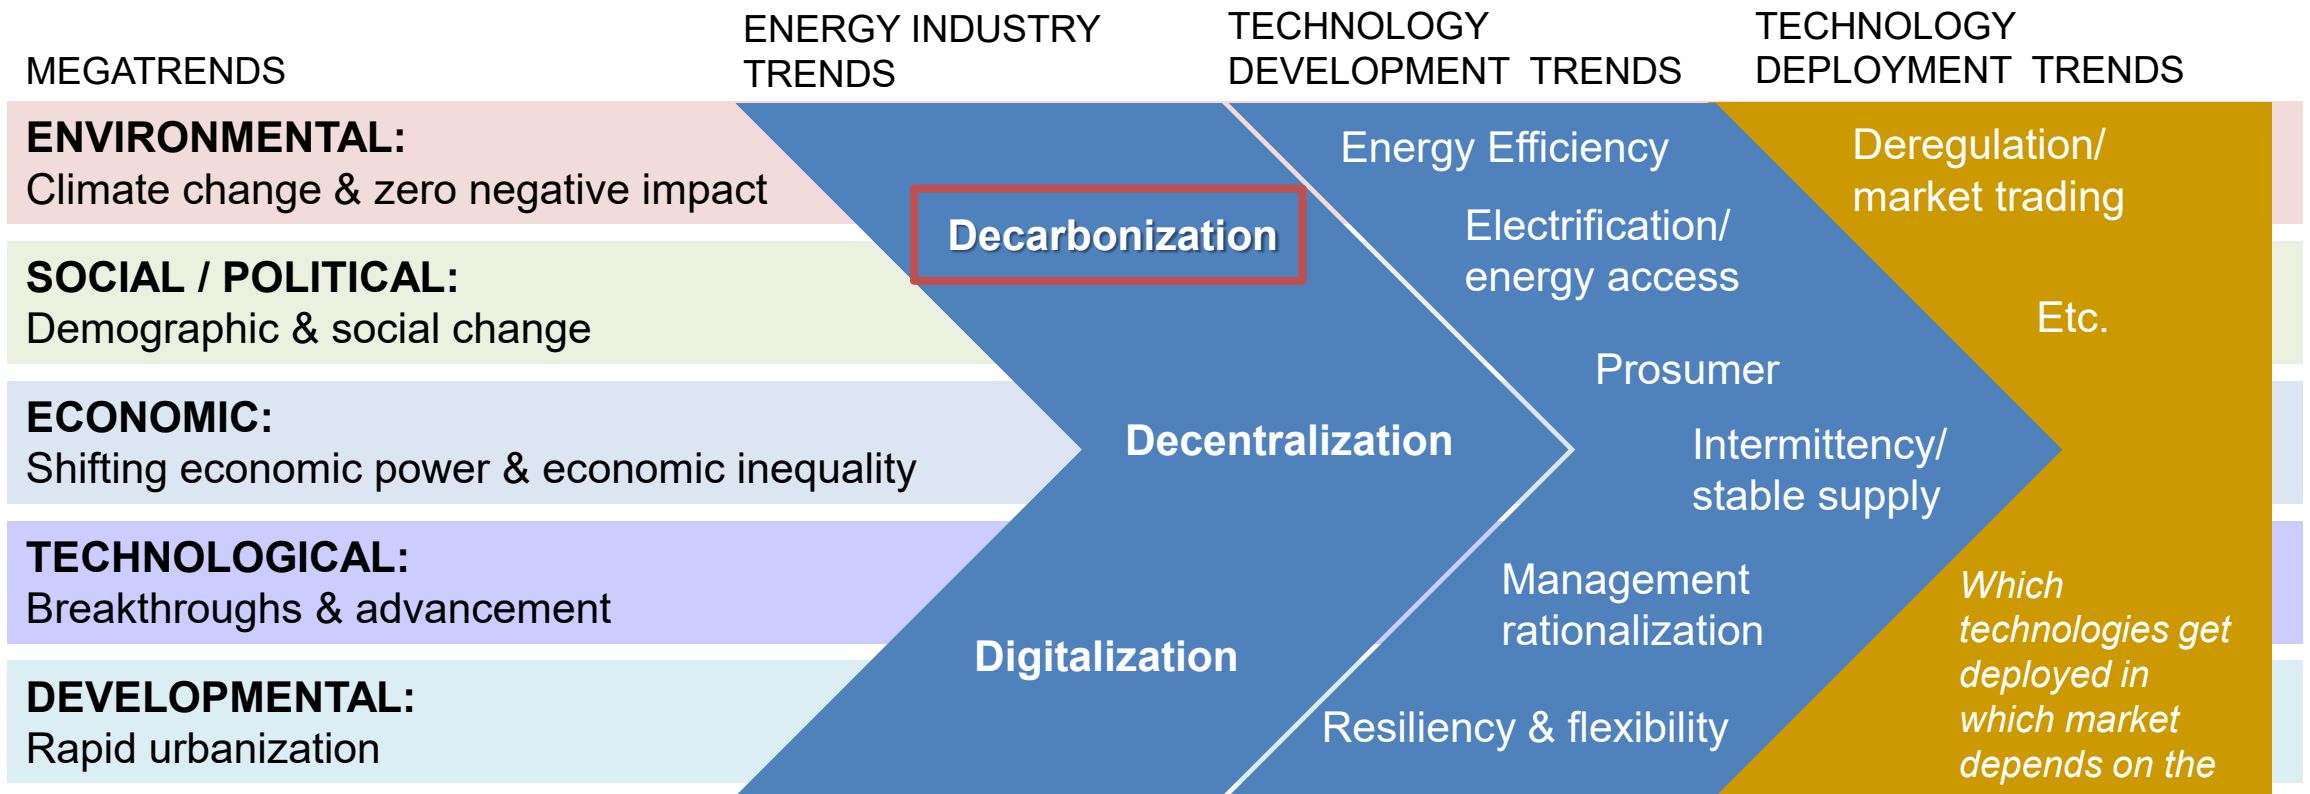 MEGATRENDS
ENERGY INDUSTRY
TRENDS
TECHNOLOGY
DEVELOPMENT TRENDS
TECHNOLOGY
DEPLOYMENT TRENDS
ENVIRONMENTAL:
Climate change & zero negative impact
SOCIAL / POLITICAL:
Demographic & social change
ECONOMIC:
Shifting economic power & economic inequality
TECHNOLOGICAL:
Breakthroughs & advancement
DEVELOPMENTAL:
Rapid urbanization
Decarbonization
Decentralization
Digitalization
Energy Efficiency
Electrification/
energy access
Prosumer
Intermittency/
stable supply
Management
rationalization
Resiliency & flexibility
Deregulation/
market trading
Etc.
Which
technologies get
deployed in
which market
depends on the